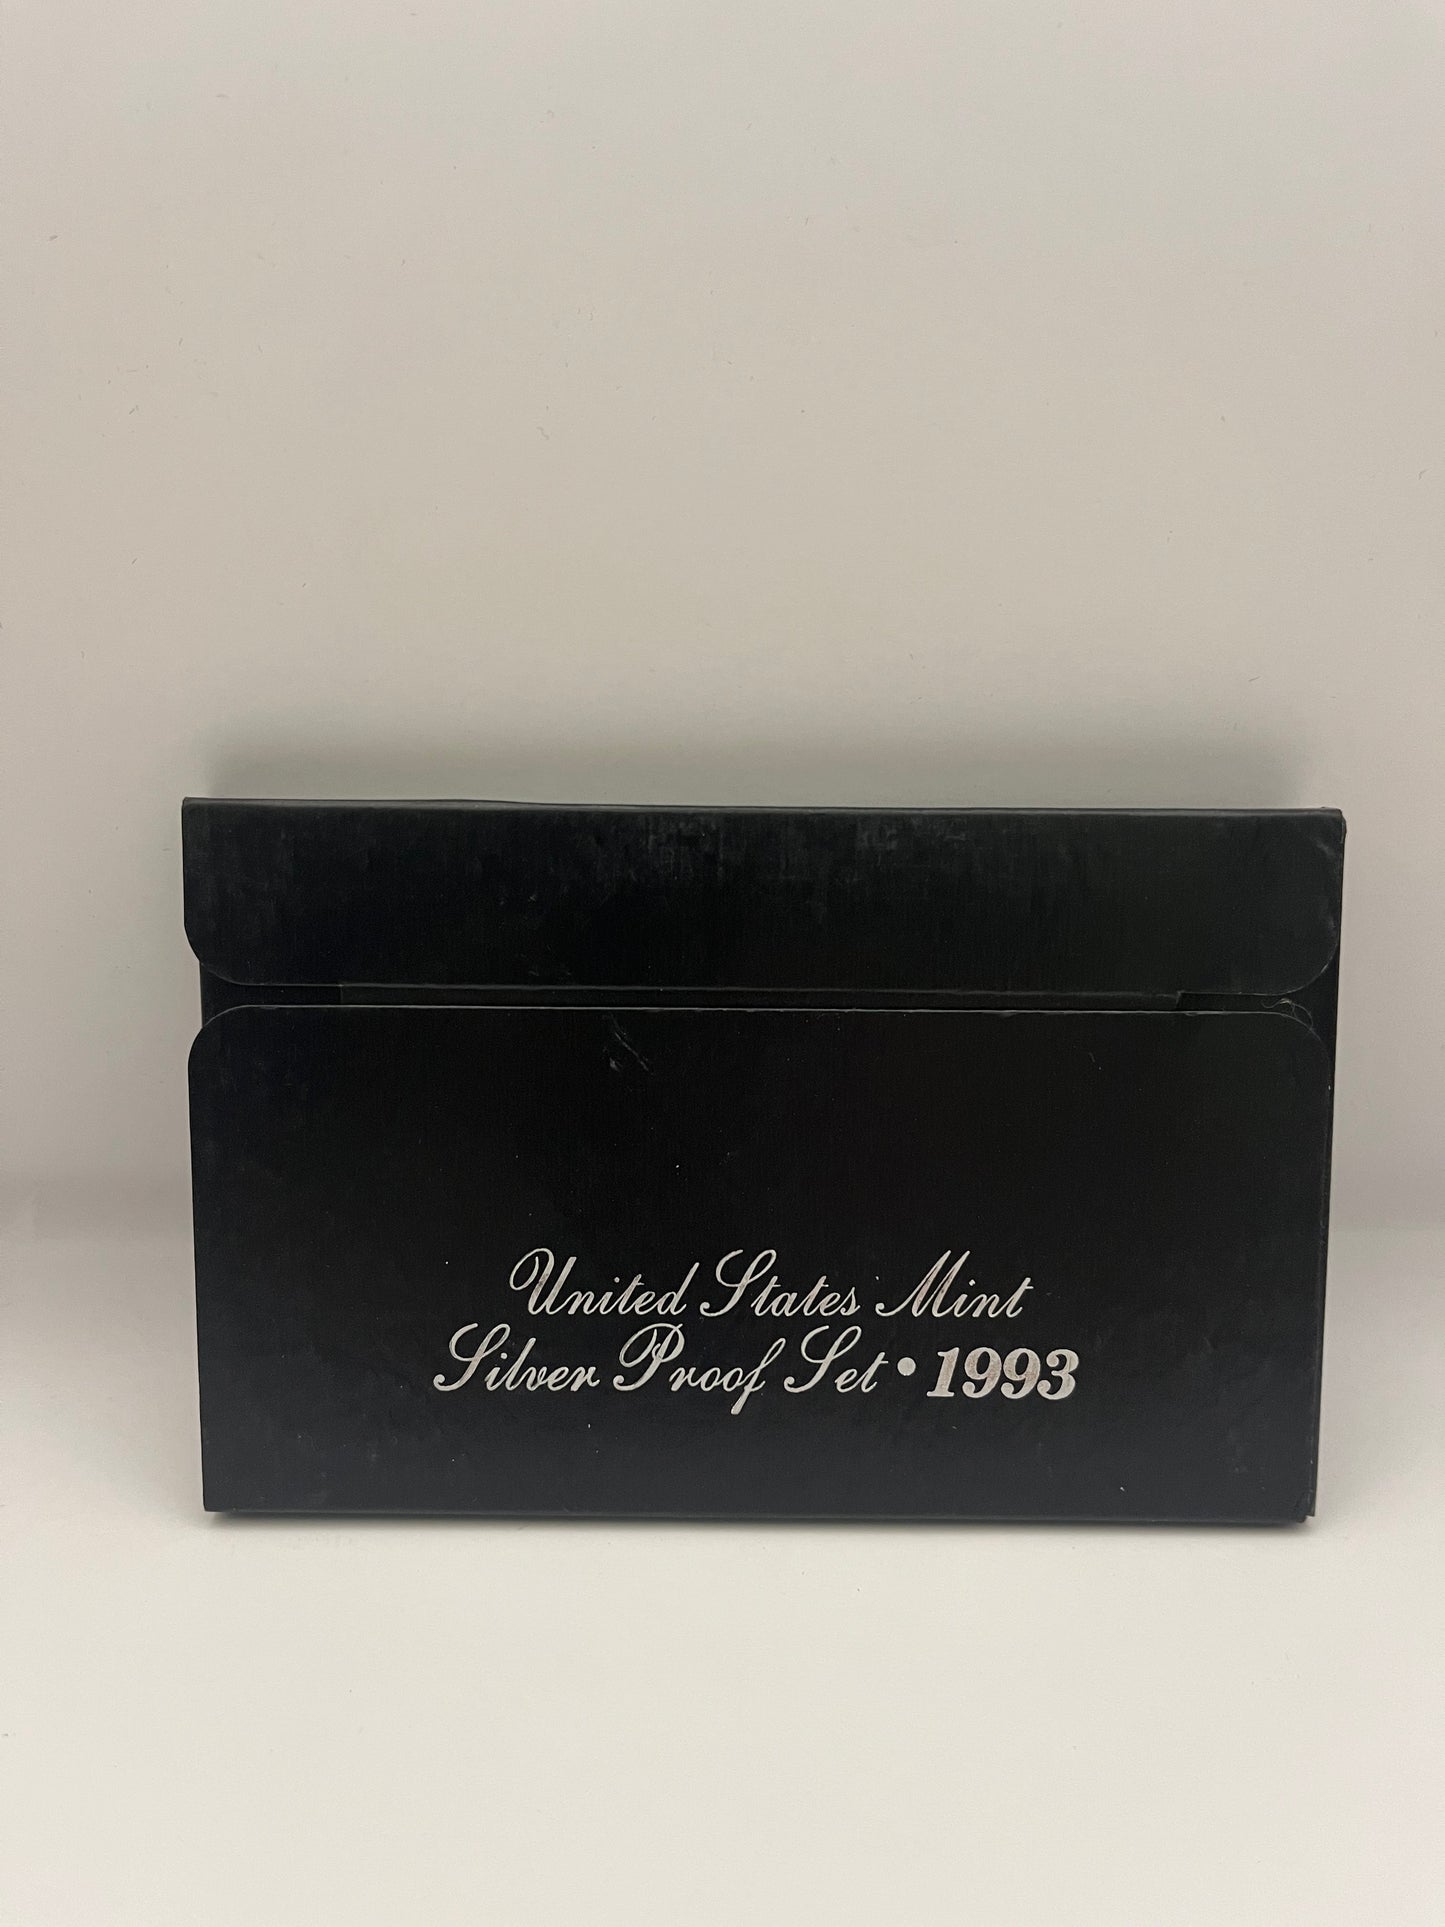 United States Mint
Silver Proof Set • 1993